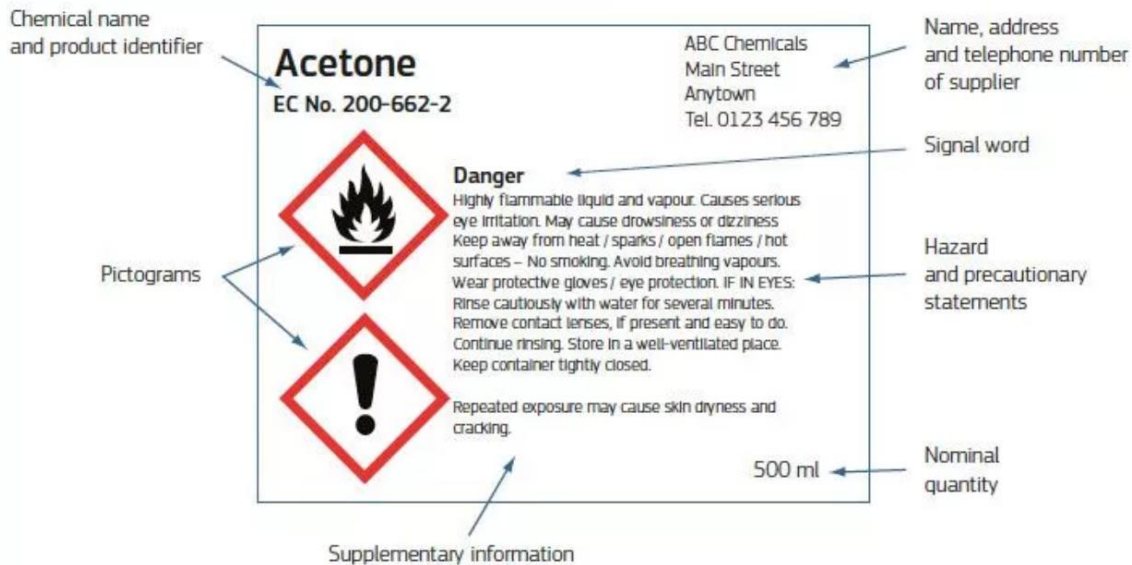 Chemical name
and product identifier
Acetone
EC No. 200-662-2
ABC Chemicals
Main Street
Anytown
Tel. 0123 456 789
Name, address
and telephone number
of supplier
Signal word
Danger
Highly flammable liquid and vapour. Causes serious
eye irritation. May cause drowsiness or dizziness
Keep away from heat / sparks / open flames / hot
surfaces – No smoking. Avoid breathing vapours.
Wear protective gloves / eye protection. IF IN EYES:
Rinse cautiously with water for several minutes.
Remove contact lenses, if present and easy to do.
Continue rinsing. Store in a well-ventilated place.
Keep container tightly closed.
Hazard
and precautionary
statements
Pictograms
Repeated exposure may cause skin dryness and
cracking.
500 ml
Nominal
quantity
Supplementary information